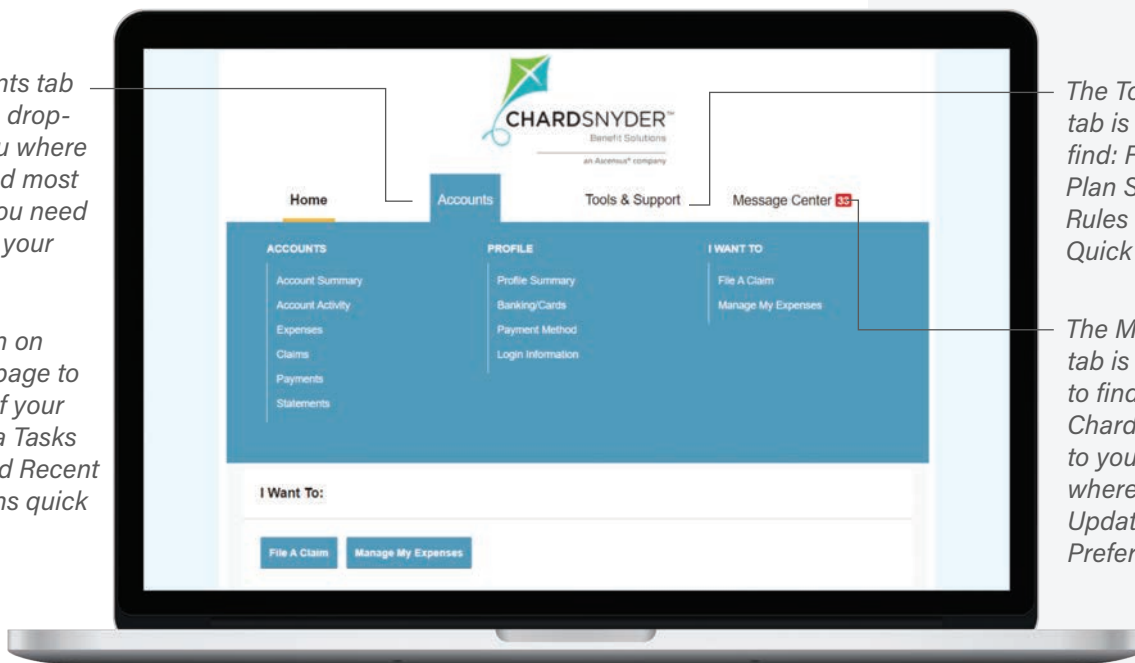 nts tab
drop-
u where
d most
ou need
your
n on
page to
f your
a Tasks
d Recent
ns quick
CHARDSNYDER™
Benefit Solutions
an Ascensus® company
Home Accounts Tools & Support Message Center 33
ACCOUNTS
Account Summary
Account Activity
Expenses
Claims
Payments
Statements
PROFILE
Profile Summary
Banking/Cards
Payment Method
Login Information
I WANT TO
File A Claim
Manage My Expenses
I Want To:
File A Claim Manage My Expenses
The To
tab is
find: F
Plan S
Rules
Quick
The M
tab is
to find
Chard
to you
where
Updat
Prefer